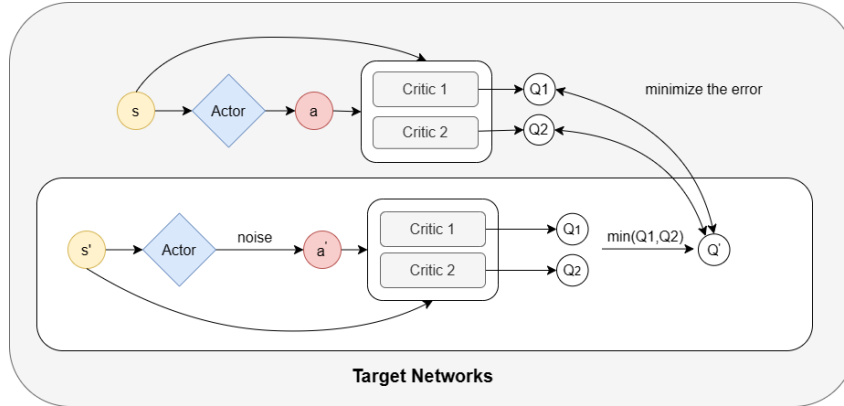 s
Actor
a
Critic 1
Critic 2
Q1
Q2
minimize the error
s'
Actor
noise
a'
Critic 1
Critic 2
Q1
Q2
min(Q1,Q2)
Q'
Target Networks